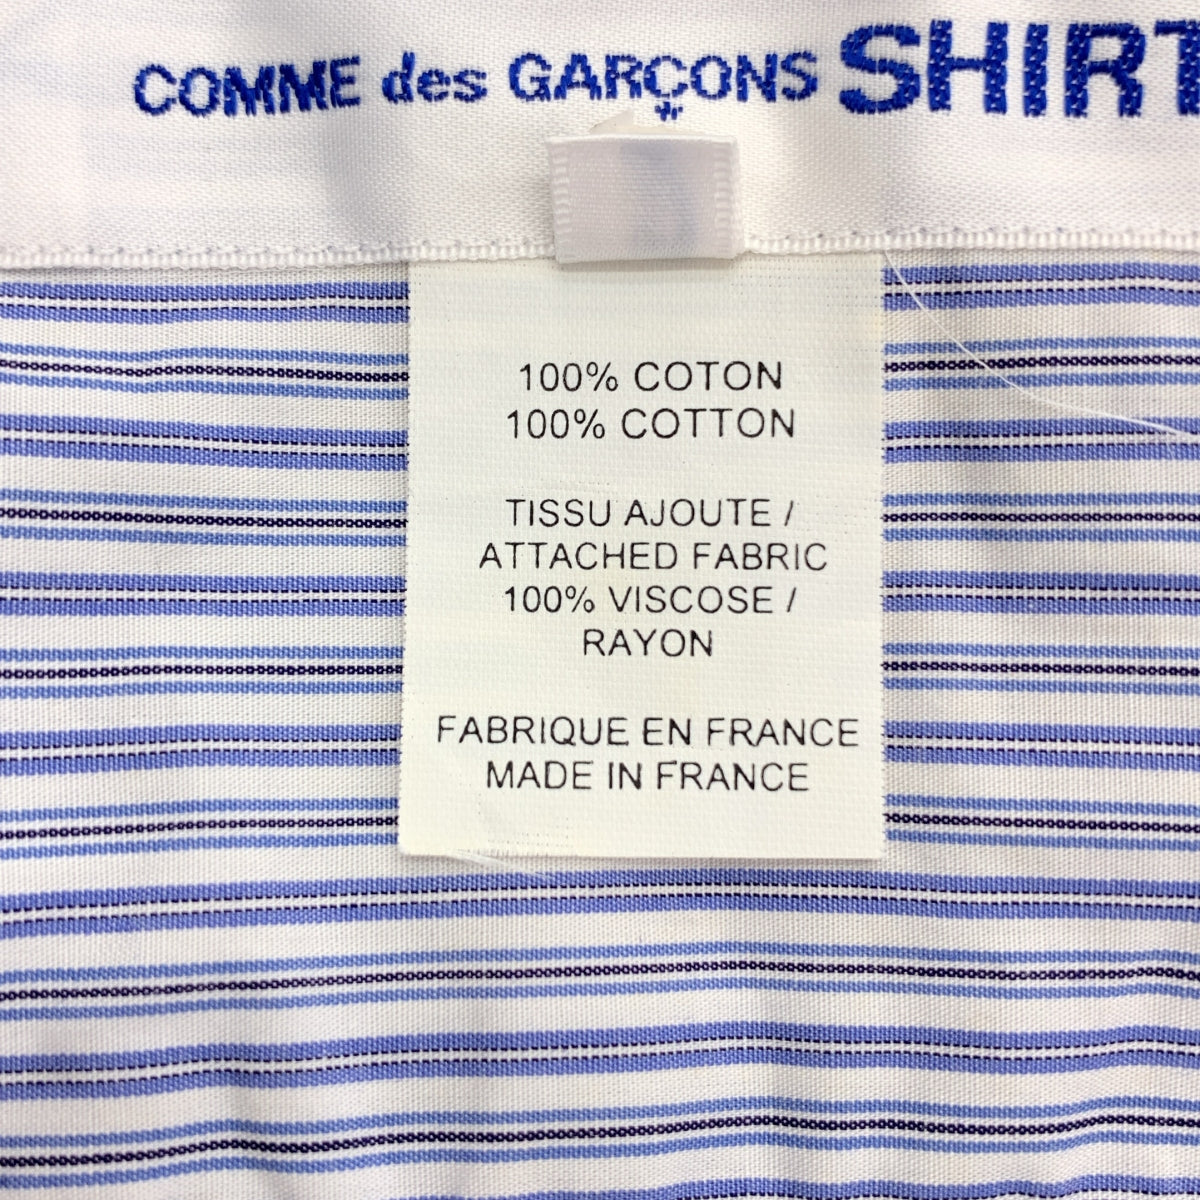 COMME des GARÇONS SHIRT
100% COTON
100% COTTON
TISSU AJOUTE /
ATTACHED FABRIC
100% VISCOSE /
RAYON
FABRIQUE EN FRANCE
MADE IN FRANCE